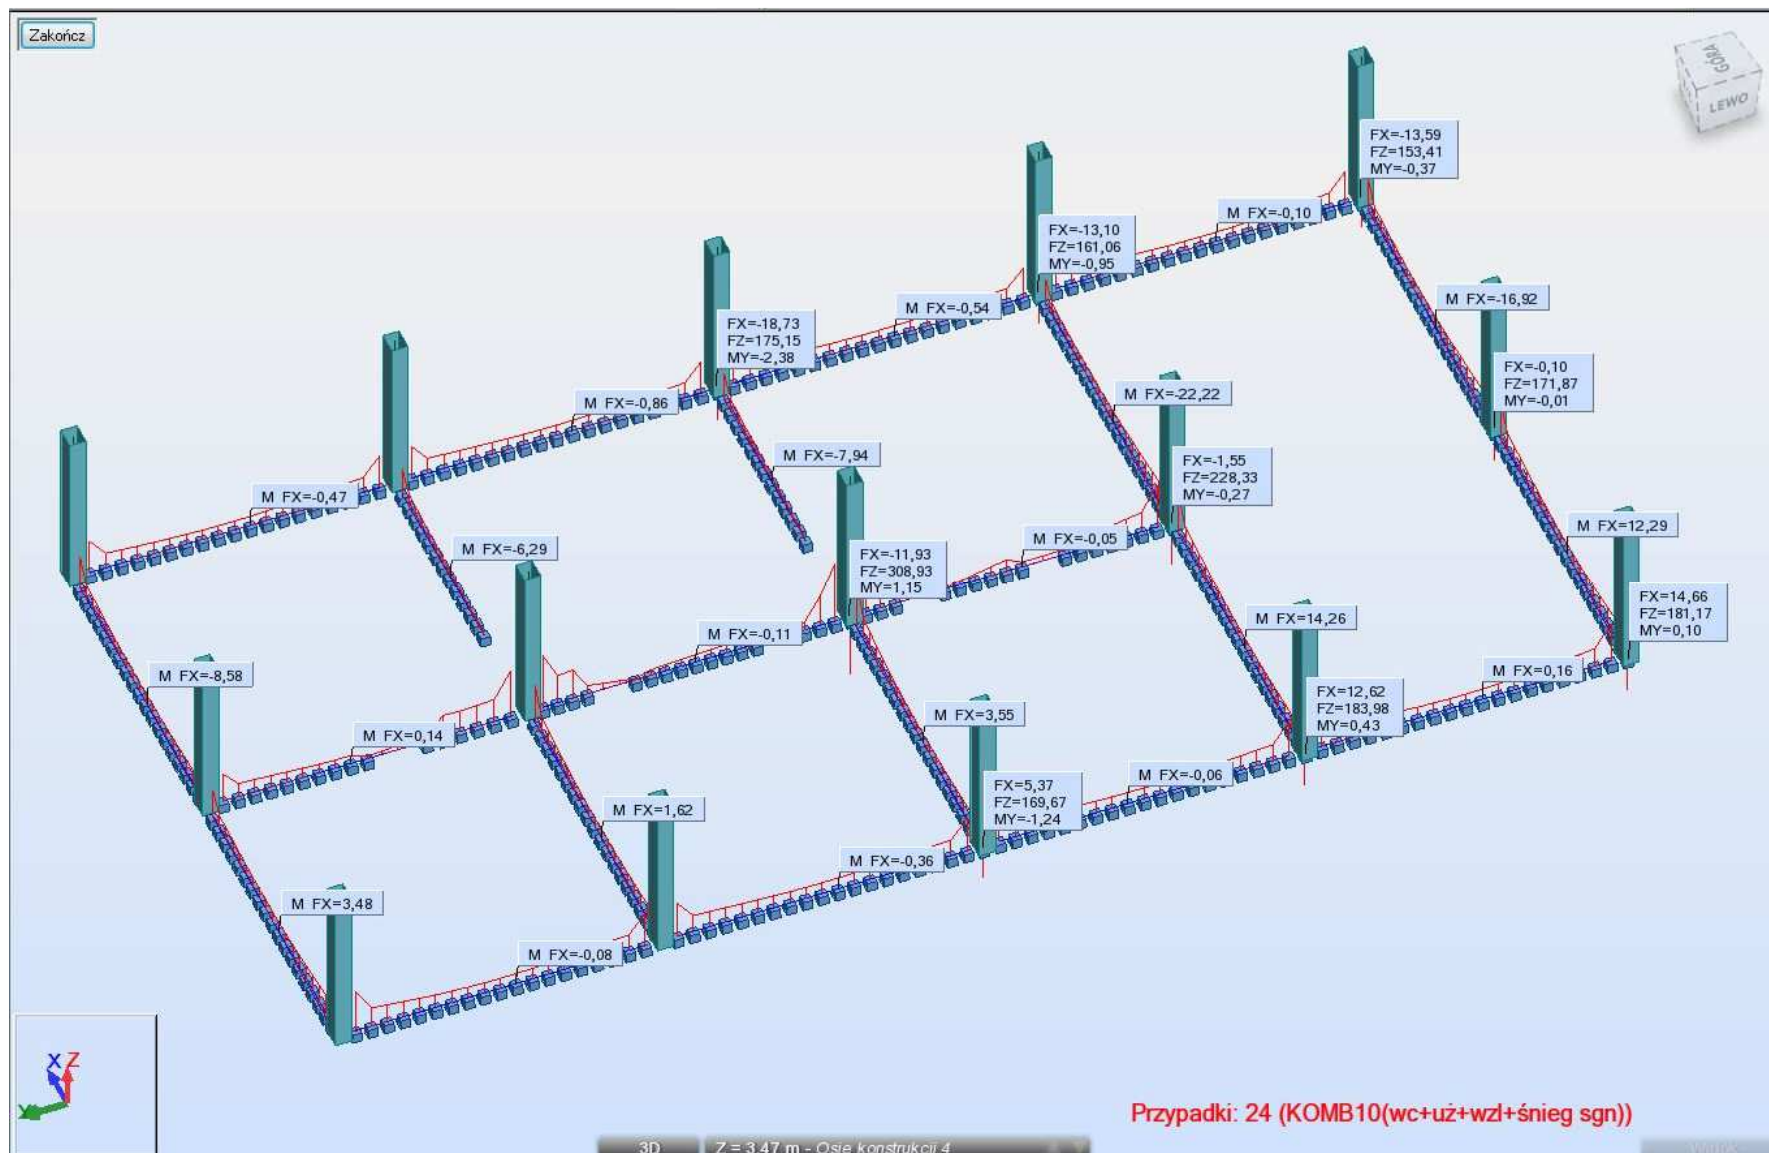 Zakończ
GÓRA
LEWO
FX=-13,59
FZ=153,41
MY=-0,37
M FX=-0,10
FX=-13,10
FZ=161,06
MY=-0,95
M FX=-16,92
M FX=-0,54
FX=-18,73
FZ=175,15
MY=-2,38
FX=-0,10
FZ=171,87
MY=-0,01
M FX=-0,86
M FX=-22,22
M FX=-7,94
FX=-1,55
FZ=228,33
MY=-0,27
M FX=-0,47
M FX=12,29
M FX=-0,05
M FX=-6,29
FX=-11,93
FZ=308,93
MY=1,15
FX=14,66
FZ=181,17
MY=0,10
M FX=14,26
M FX=-0,11
M FX=0,16
M FX=-8,58
FX=12,62
FZ=183,98
MY=0,43
M FX=3,55
M FX=0,14
M FX=-0,06
FX=5,37
FZ=169,67
MY=-1,24
M FX=1,62
M FX=-0,36
M FX=3,48
M FX=-0,08
X Z
Y
Przypadki: 24 (KOMB10(wc+uż+wzl+śnieg sgn))
3D
Z = 3,47 m - Osie konstrukcji 4